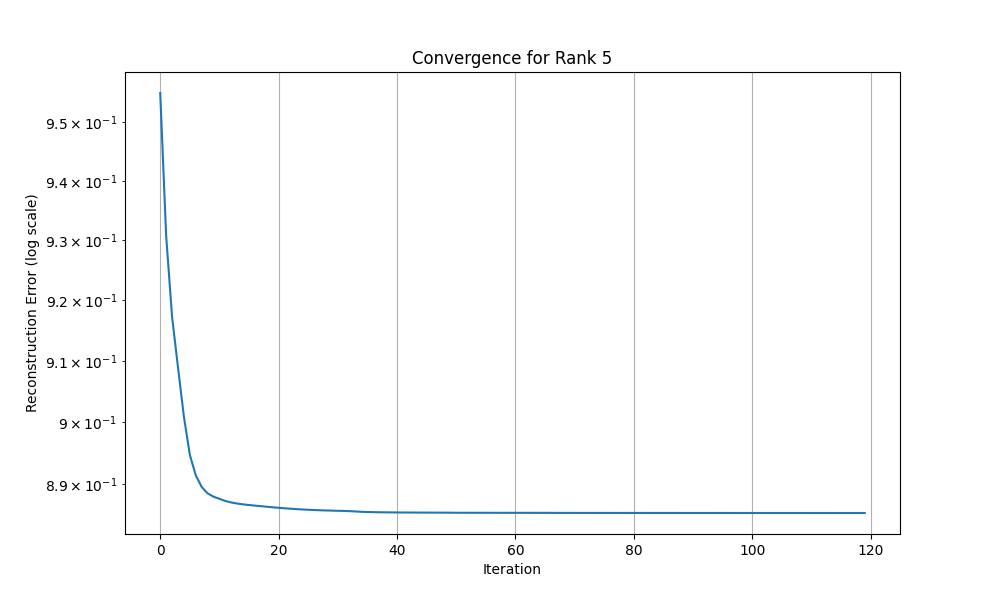 Convergence for Rank 5
Reconstruction Error (log scale)
9.5 × 10⁻¹
9.4 × 10⁻¹
9.3 × 10⁻¹
9.2 × 10⁻¹
9.1 × 10⁻¹
9 × 10⁻¹
8.9 × 10⁻¹
0 20 40 60 80 100 120
Iteration